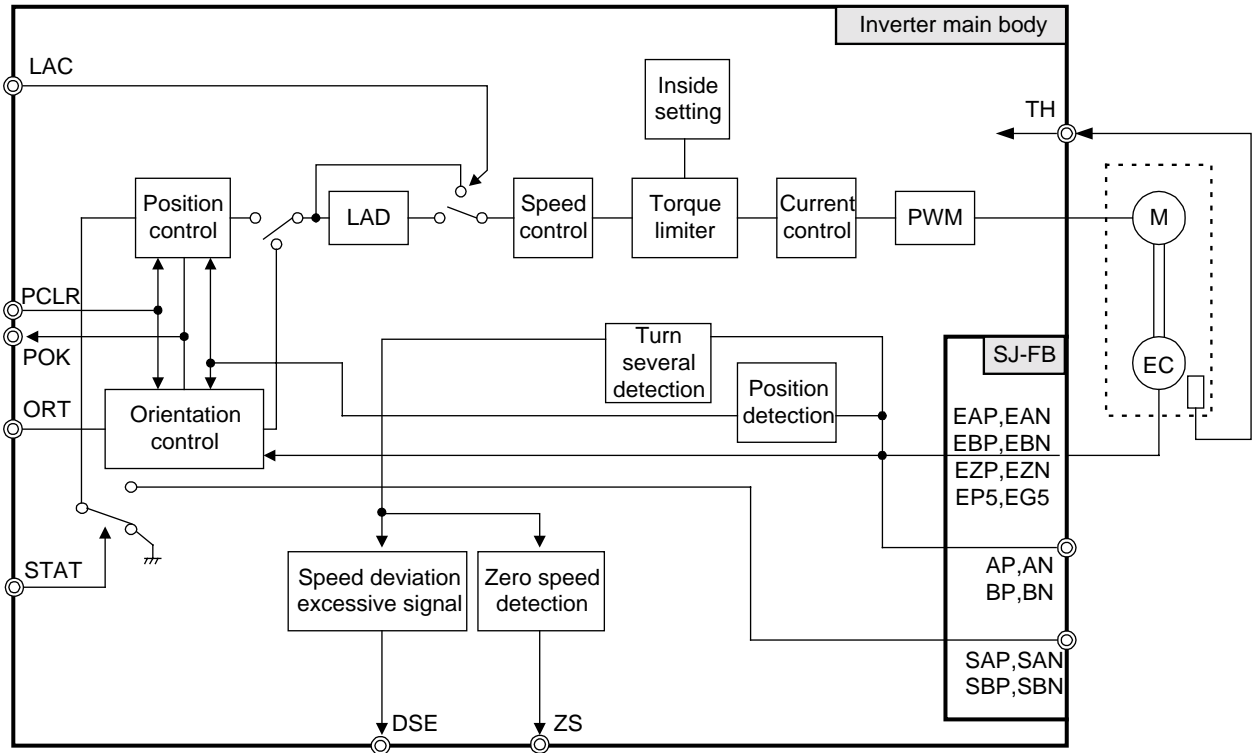 Inverter main body
LAC
Inside
setting
TH
Position
control
LAD
Speed
control
Torque
limiter
Current
control
PWM
M
PCLR
POK
Turn
several
detection
SJ-FB
EC
ORT
Orientation
control
Position
detection
EAP,EAN
EBP,EBN
EZP,EZN
EP5,EG5
STAT
Speed deviation
excessive signal
Zero speed
detection
AP,AN
BP,BN
SAP,SAN
SBP,SBN
DSE
ZS